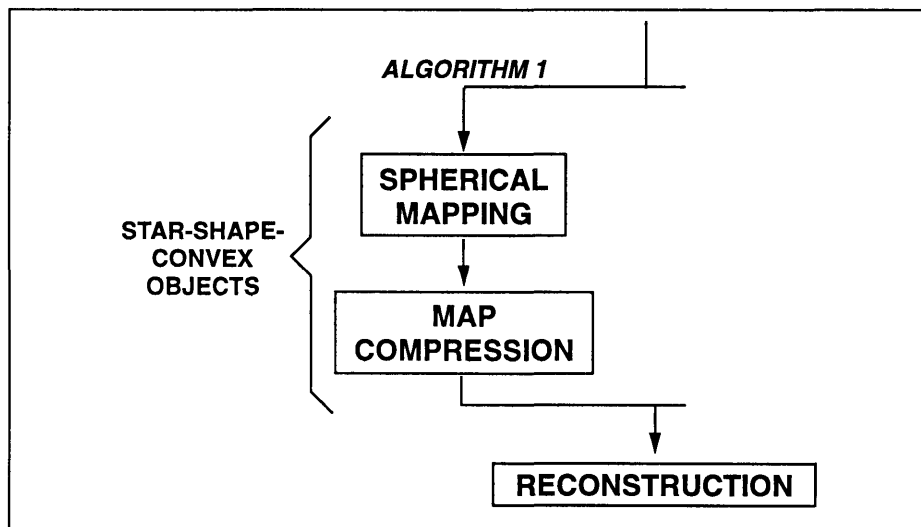 ALGORITHM 1
SPHERICAL
MAPPING
STAR-SHAPE-
CONVEX
OBJECTS
MAP
COMPRESSION
RECONSTRUCTION